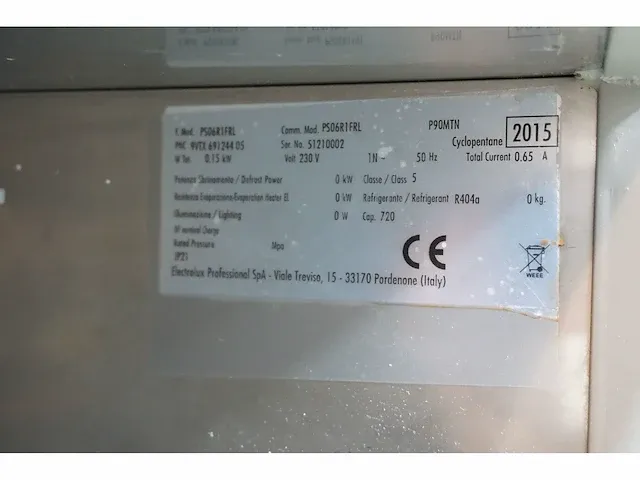 F. Mod. PS06R1FRL Comm. Mod. PS06R1FRL P90MTN
PNC 9VTX 691244 05 Ser. No. 51210002 Cyclopentane 2015
W Tot. 0.15 kW Volt 230 V 1N~ 50 Hz Total Current 0.65 A
Potenza Sbrinamento / Defrost Power 0 kW Classe / Class 5
Resistenza Evaporazione/Evaporation Heater El 0 kW Refrigerante / Refrigerant R404a 0 kg.
Illuminazione / Lighting 0 W Cap. 720
RF nominal Charge
Rated Pressure Mpa
IP21
CE
WEEE
Electrolux Professional SpA - Viale Treviso, 15 - 33170 Pordenone (Italy)